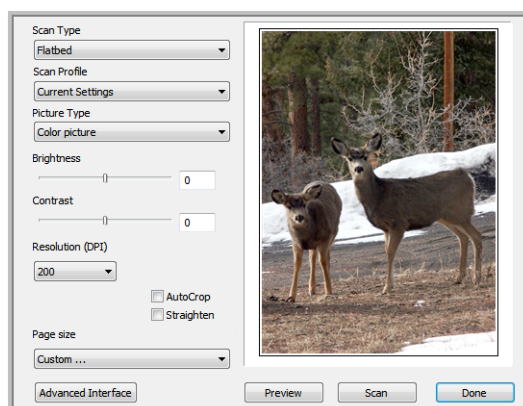 Scan Type
Flatbed
Scan Profile
Current Settings
Picture Type
Color picture
Brightness
0
Contrast
0
Resolution (DPI)
200
AutoCrop
Straighten
Page size
Custom ...
Advanced Interface
Preview
Scan
Done